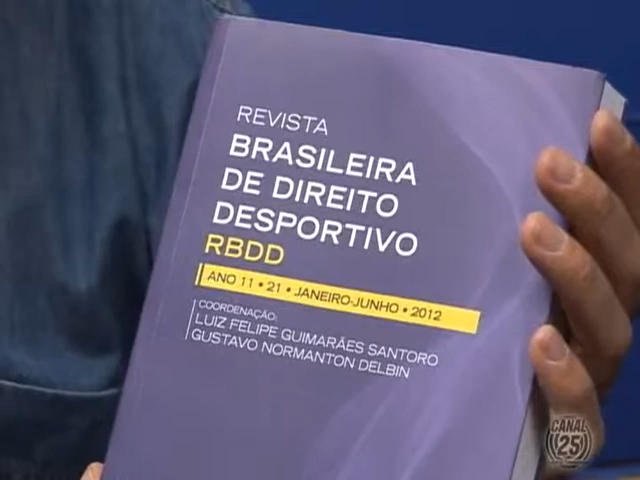 REVISTA
BRASILEIRA
DE DIREITO
DESPORTIVO
RBDD
ANO 11 • 21 • JANEIRO-JUNHO • 2012
COORDENAÇÃO:
LUIZ FELIPE GUIMARÃES SANTORO
GUSTAVO NORMANTON DELBIN
CANAL
25